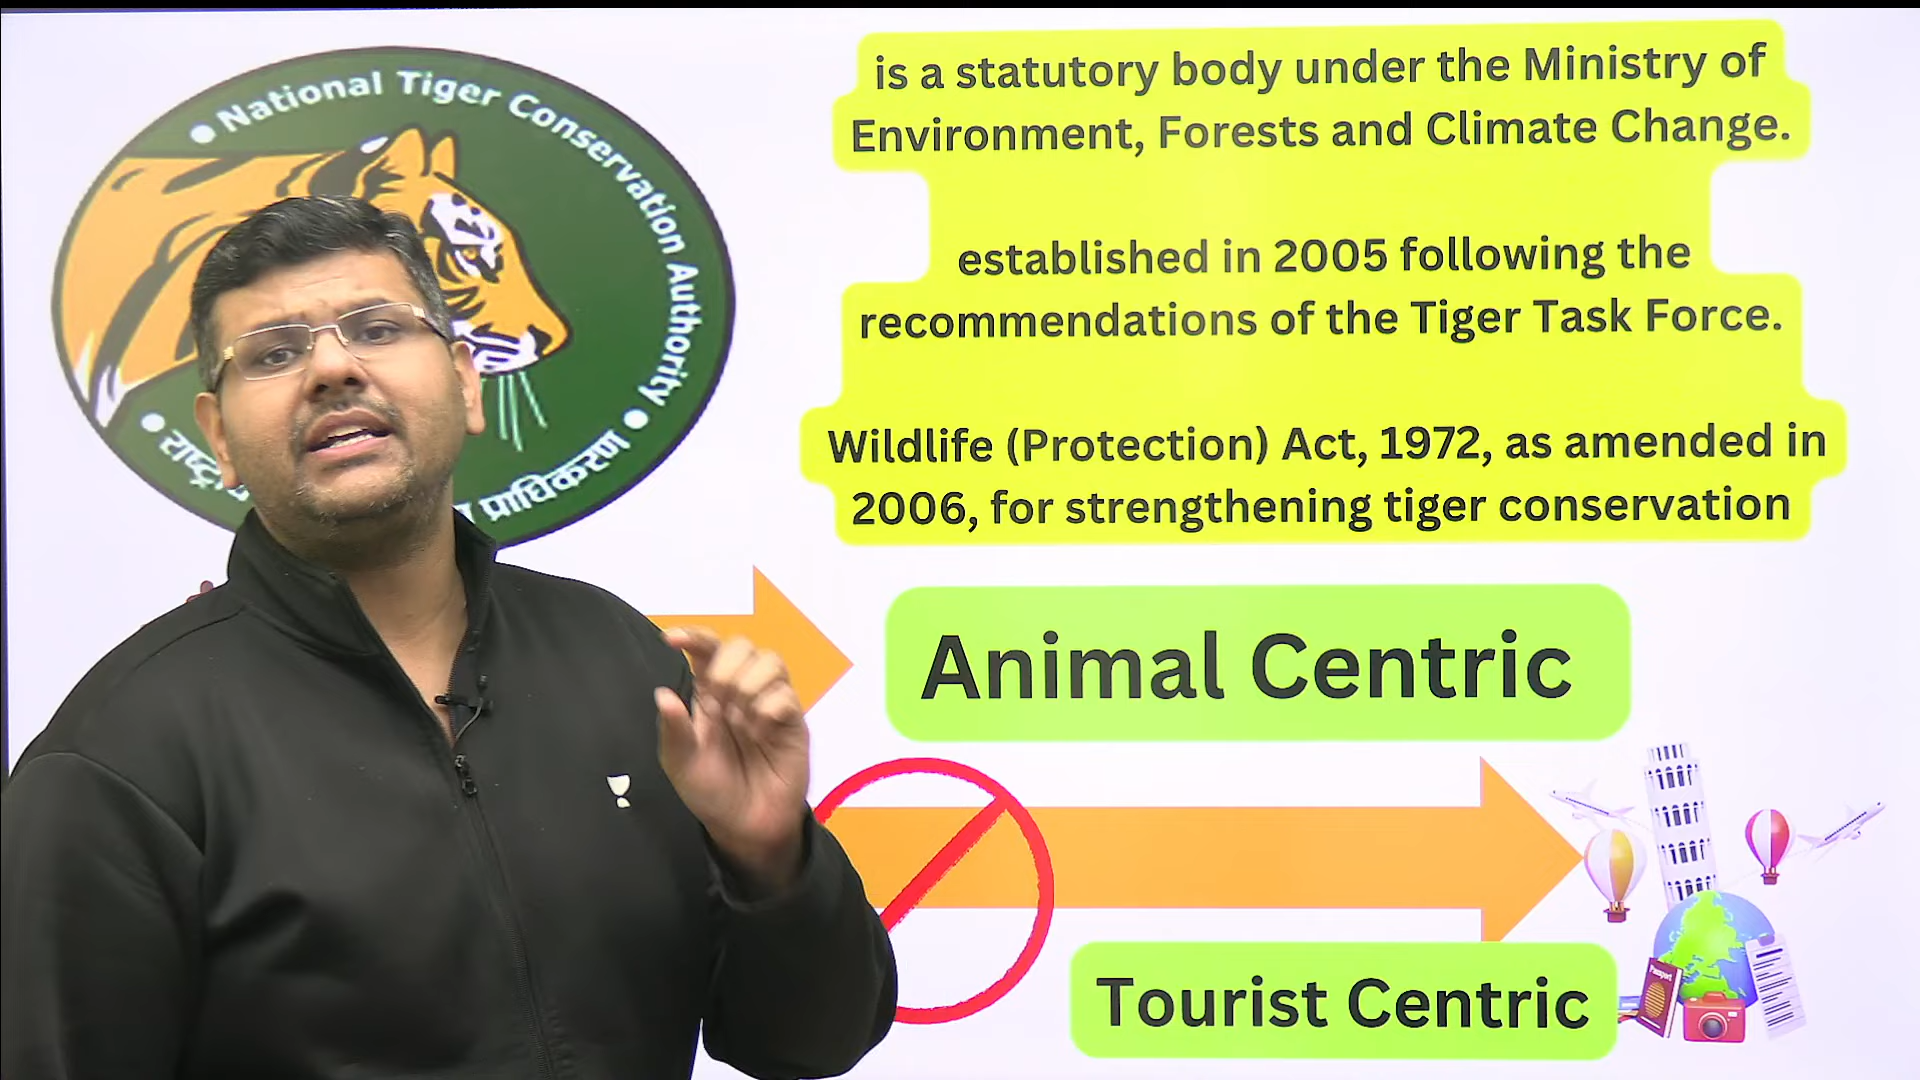 National Tiger Conservation Authority
प्राधिकरण
is a statutory body under the Ministry of
Environment, Forests and Climate Change.
established in 2005 following the
recommendations of the Tiger Task Force.
Wildlife (Protection) Act, 1972, as amended in
2006, for strengthening tiger conservation
Animal Centric
Tourist Centric
Passport